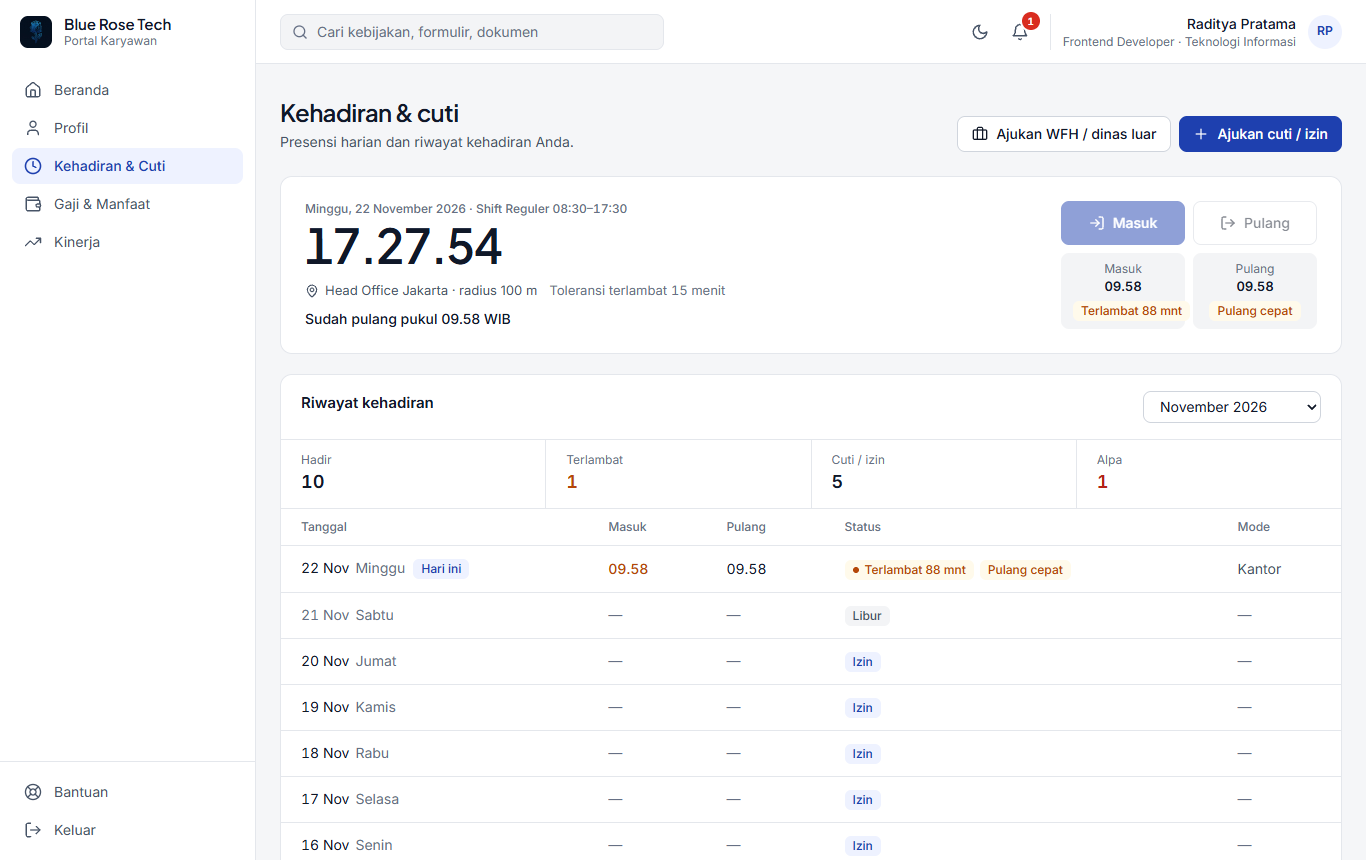 Blue Rose Tech
Portal Karyawan
Cari kebijakan, formulir, dokumen
1
Raditya Pratama
Frontend Developer · Teknologi Informasi
RP
Beranda
Profil
Kehadiran & Cuti
Gaji & Manfaat
Kinerja
Bantuan
Keluar
Kehadiran & cuti
Presensi harian dan riwayat kehadiran Anda.
Ajukan WFH / dinas luar
Ajukan cuti / izin
Minggu, 22 November 2026 · Shift Reguler 08:30–17:30
17.27.54
Head Office Jakarta · radius 100 m Toleransi terlambat 15 menit
Sudah pulang pukul 09.58 WIB
Masuk Pulang
Masuk Pulang
09.58 09.58
Terlambat 88 mnt Pulang cepat
Riwayat kehadiran
November 2026
Hadir Terlambat Cuti / izin Alpa
10 1 5 1
Tanggal Masuk Pulang Status Mode
22 Nov Minggu Hari ini 09.58 09.58 Terlambat 88 mnt Pulang cepat Kantor
21 Nov Sabtu — — Libur —
20 Nov Jumat — — Izin —
19 Nov Kamis — — Izin —
18 Nov Rabu — — Izin —
17 Nov Selasa — — Izin —
16 Nov Senin — — Izin —